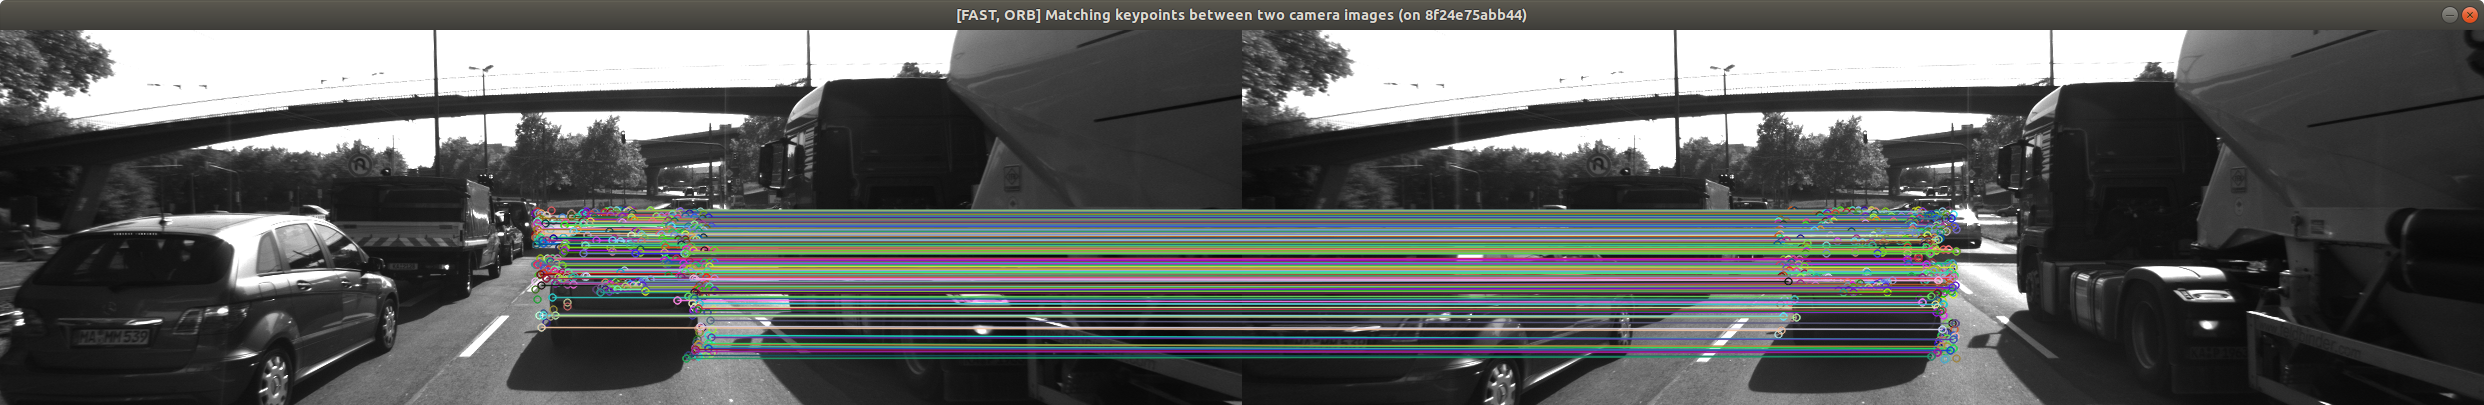 [FAST, ORB] Matching keypoints between two camera images (on 8f24e75abb44)
MA MM 539